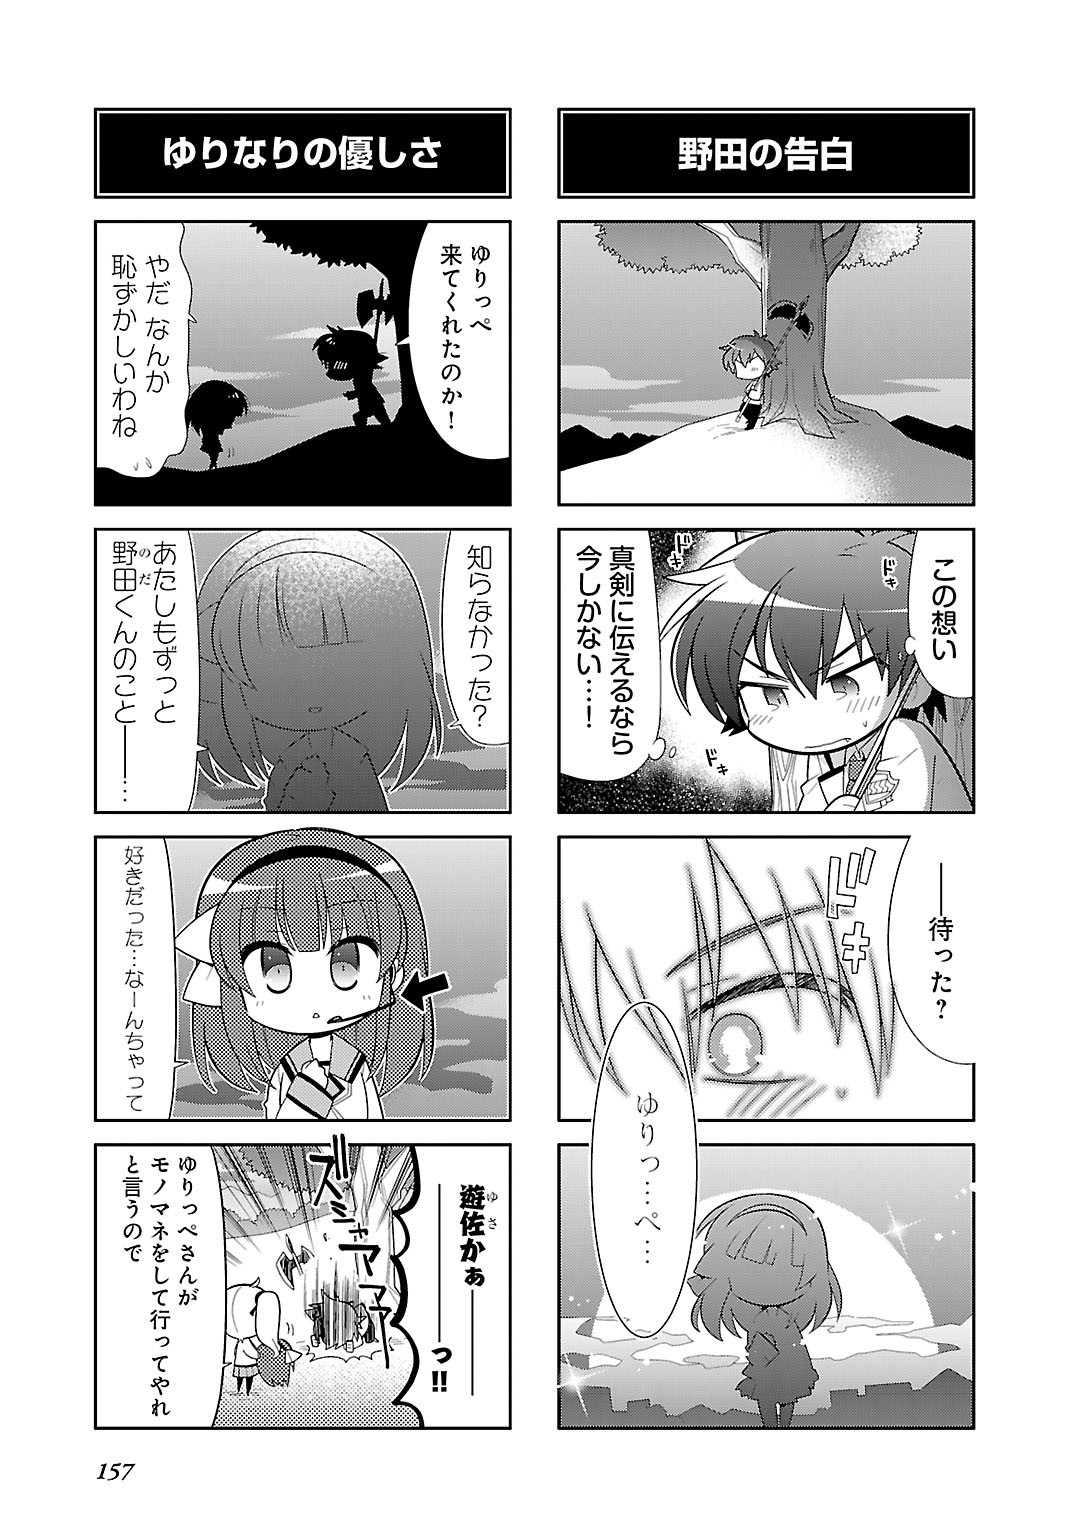 野田の告白
この想い
真剣に伝えるなら
今しかない…！
ドキ
ドキ
ドキ
―待った？
ドドキ
ゆりっ…ぺ…
ゆりなりの優しさ
ゆりっぺ
来てくれたのか！
やだ なんか
恥ずかしいわね
知らなかった？
あたしもずっと
野田くんのこと――…
のだ
好きだった…なーんちゃって
――遊佐かぁ――っ!!
ゆさ
ズシャアァァー
ゆりっぺさんが
モノマネをして行ってやれ
と言うので
157